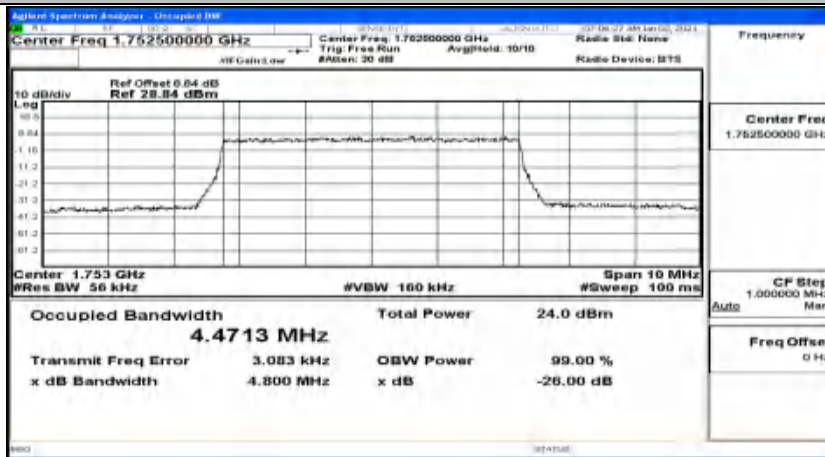 Agilent Spectrum Analyzer - Occupied BW
Center Freq 1.752500000 GHz
Center Freq: 1.752500000 GHz
Radio Std: None
Trig: Free Run
Avg|Hold: 10/10
#IFGain:Low
#Atten: 30 dB
Radio Device: BTS
Ref Offset 6.84 dB
10 dB/div
Ref 28.84 dBm
Log
8.84
-1.16
-11.2
-21.2
-31.2
-41.2
-51.2
-61.2
Center 1.753 GHz
Span 10 MHz
#Res BW 56 kHz
#VBW 160 kHz
#Sweep 100 ms
Occupied Bandwidth
Total Power
24.0 dBm
4.4713 MHz
Transmit Freq Error
3.083 kHz
OBW Power
99.00 %
x dB Bandwidth
4.800 MHz
x dB
-26.00 dB
Frequency
Center Freq
1.752500000 GHz
CF Step
1.000000 MHz
Auto
Man
Freq Offset
0 Hz
MSG
STATUS